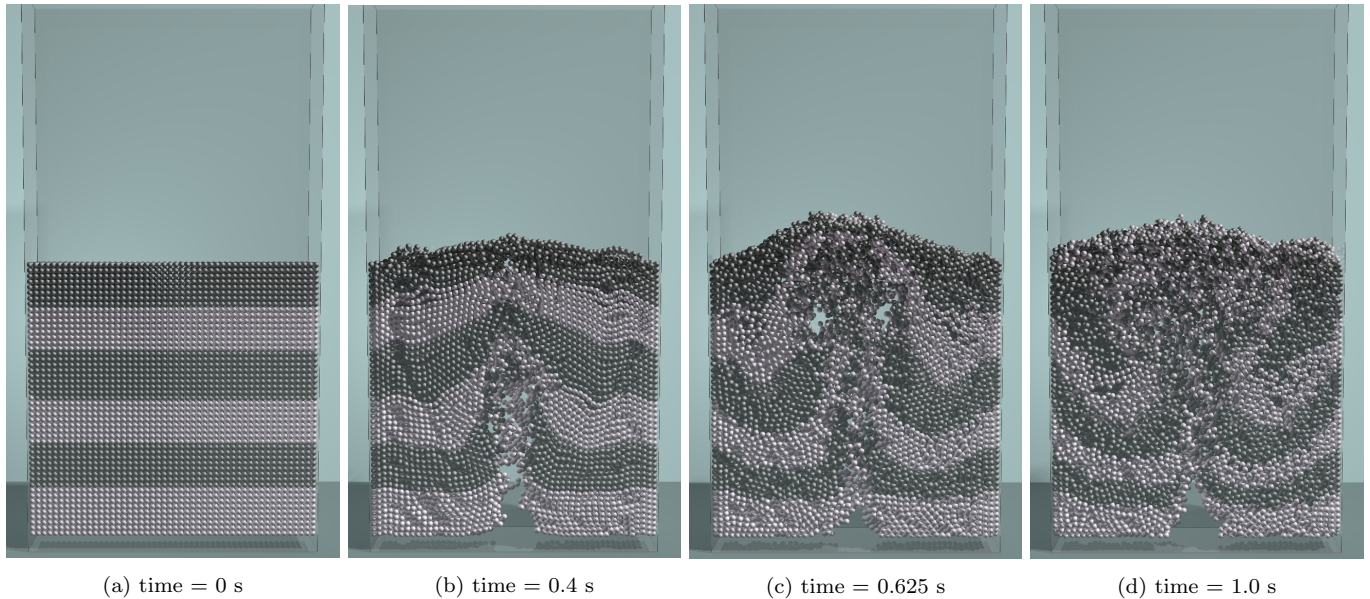 (a) time = 0 s
(b) time = 0.4 s
(c) time = 0.625 s
(d) time = 1.0 s